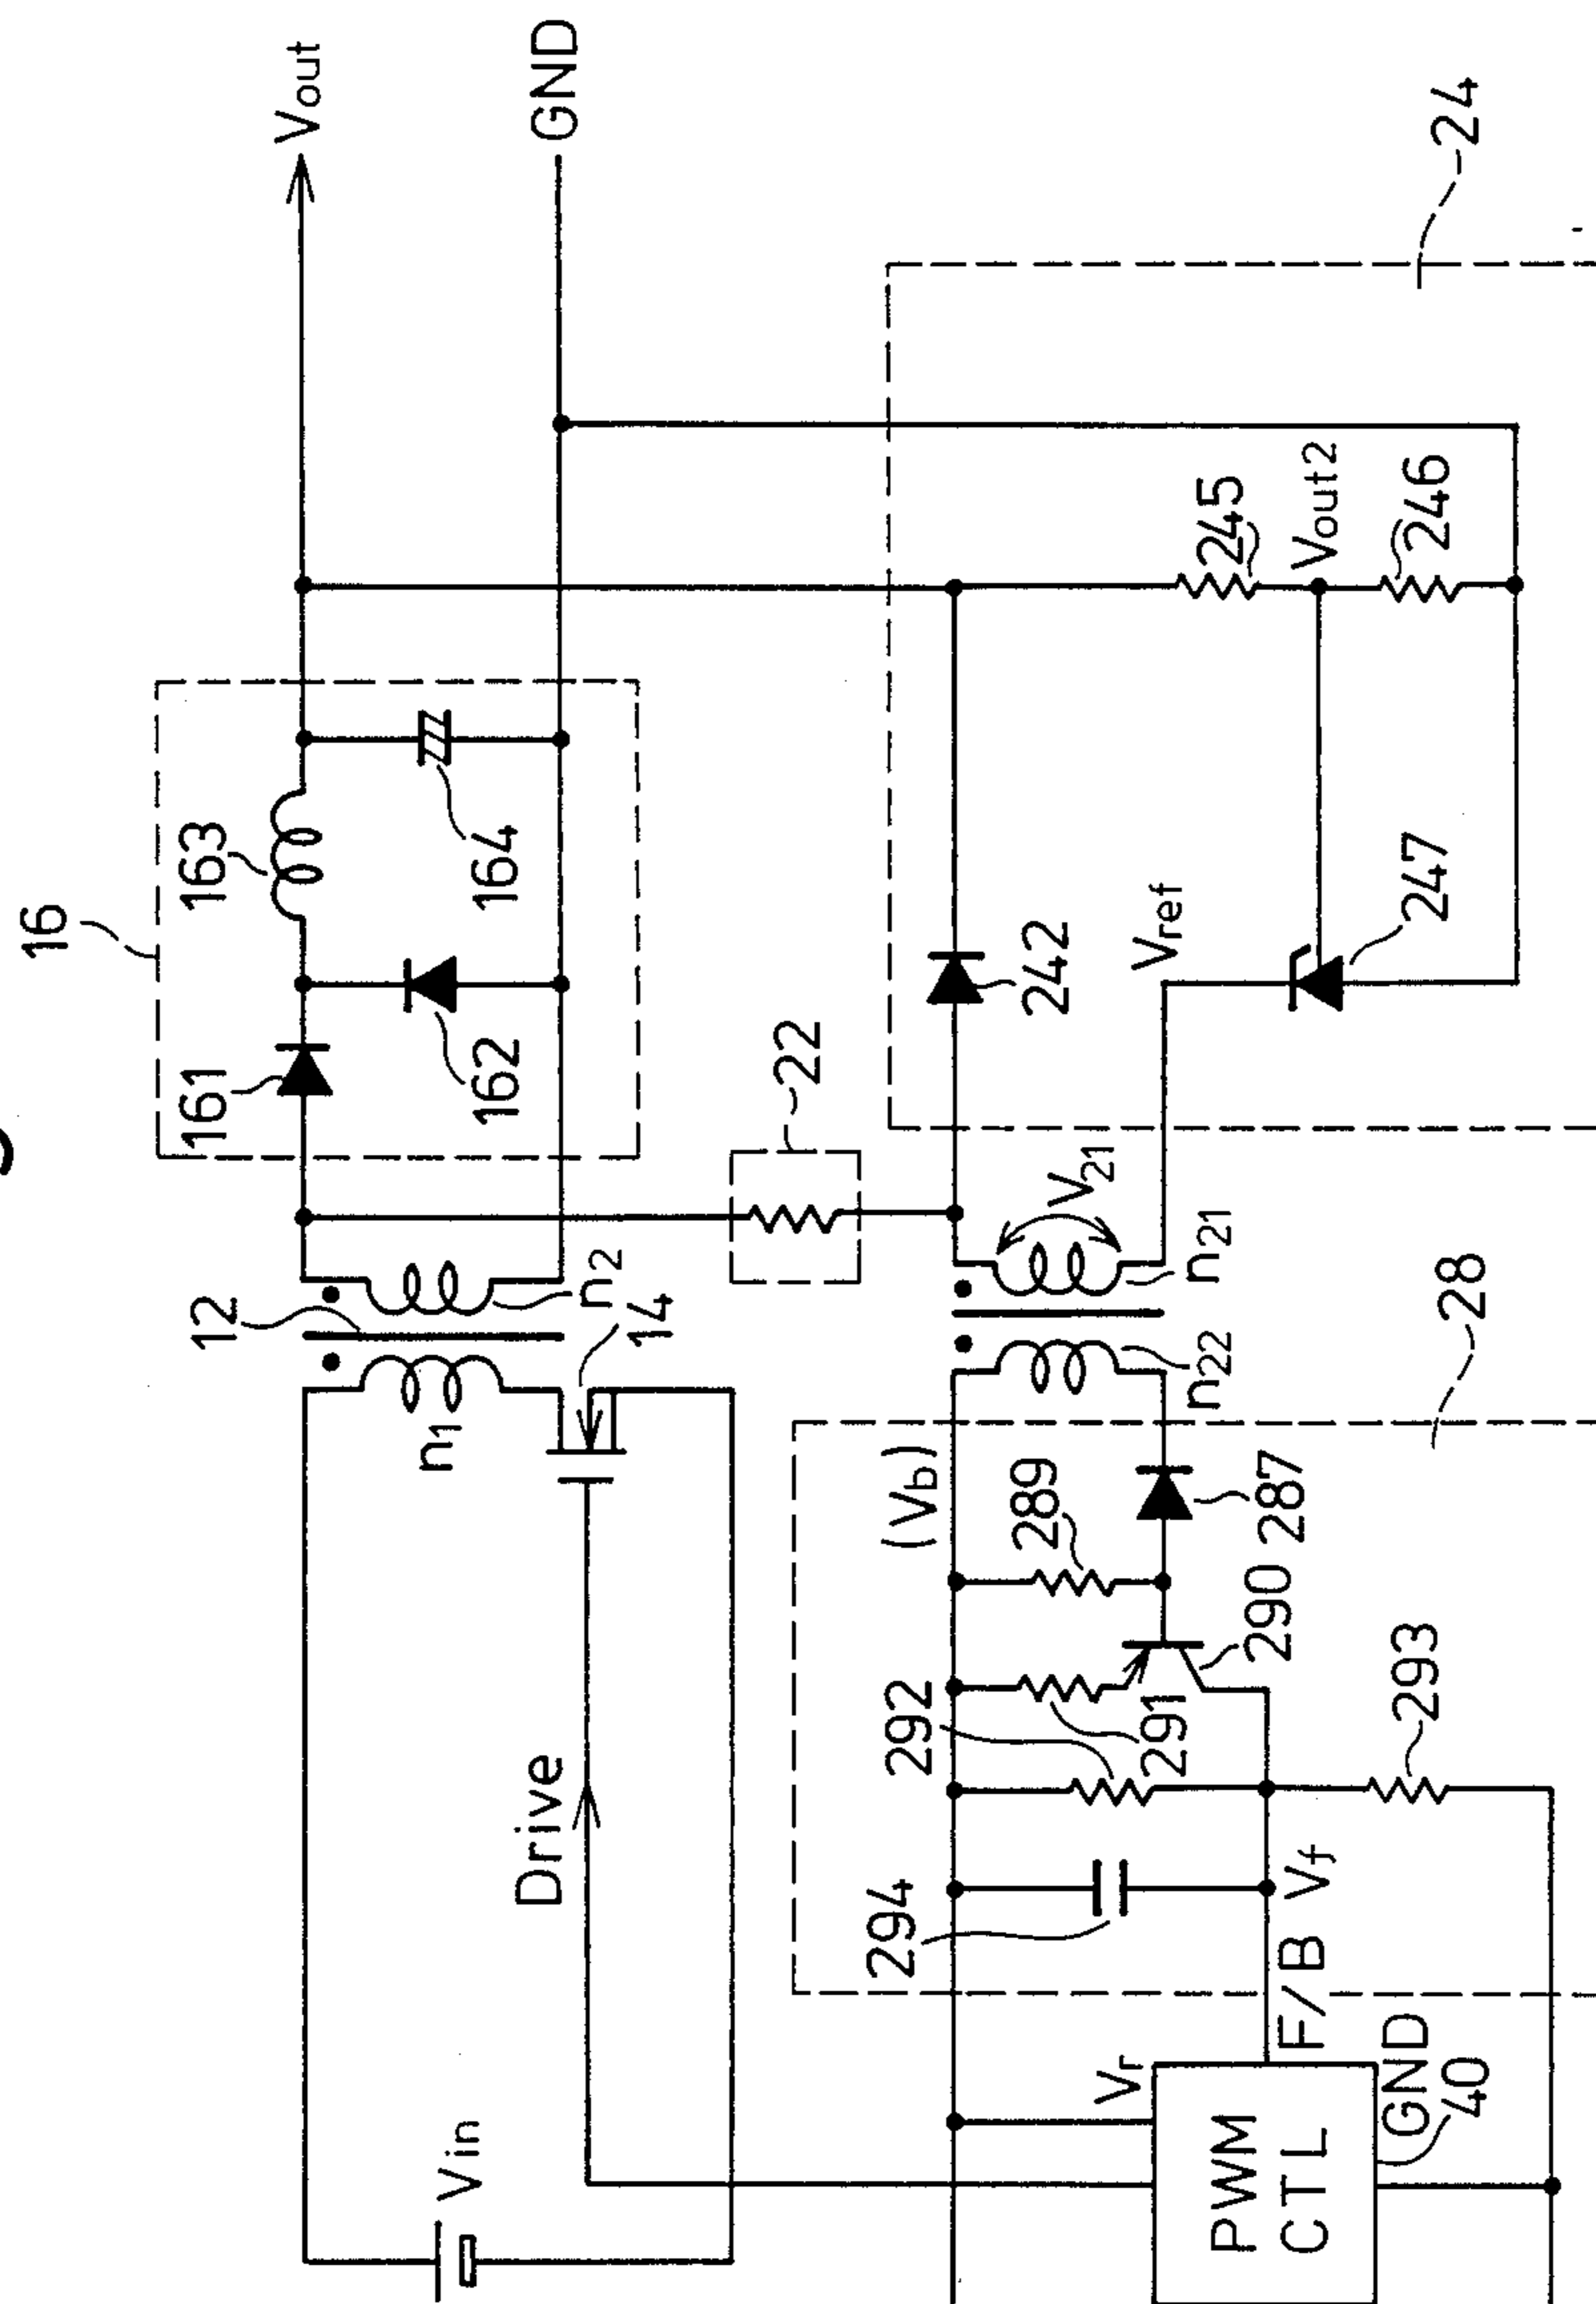 Vout
GND
16
161
163
162
164
12
n1
n2
14
22
24
Drive
Vin
V21
n21
n22
242
Vref
245
Vout2
246
247
28
(Vb)
289
287
290
291
292
293
294
Vf
F/B
Vr
PWM
CTL
GND
40